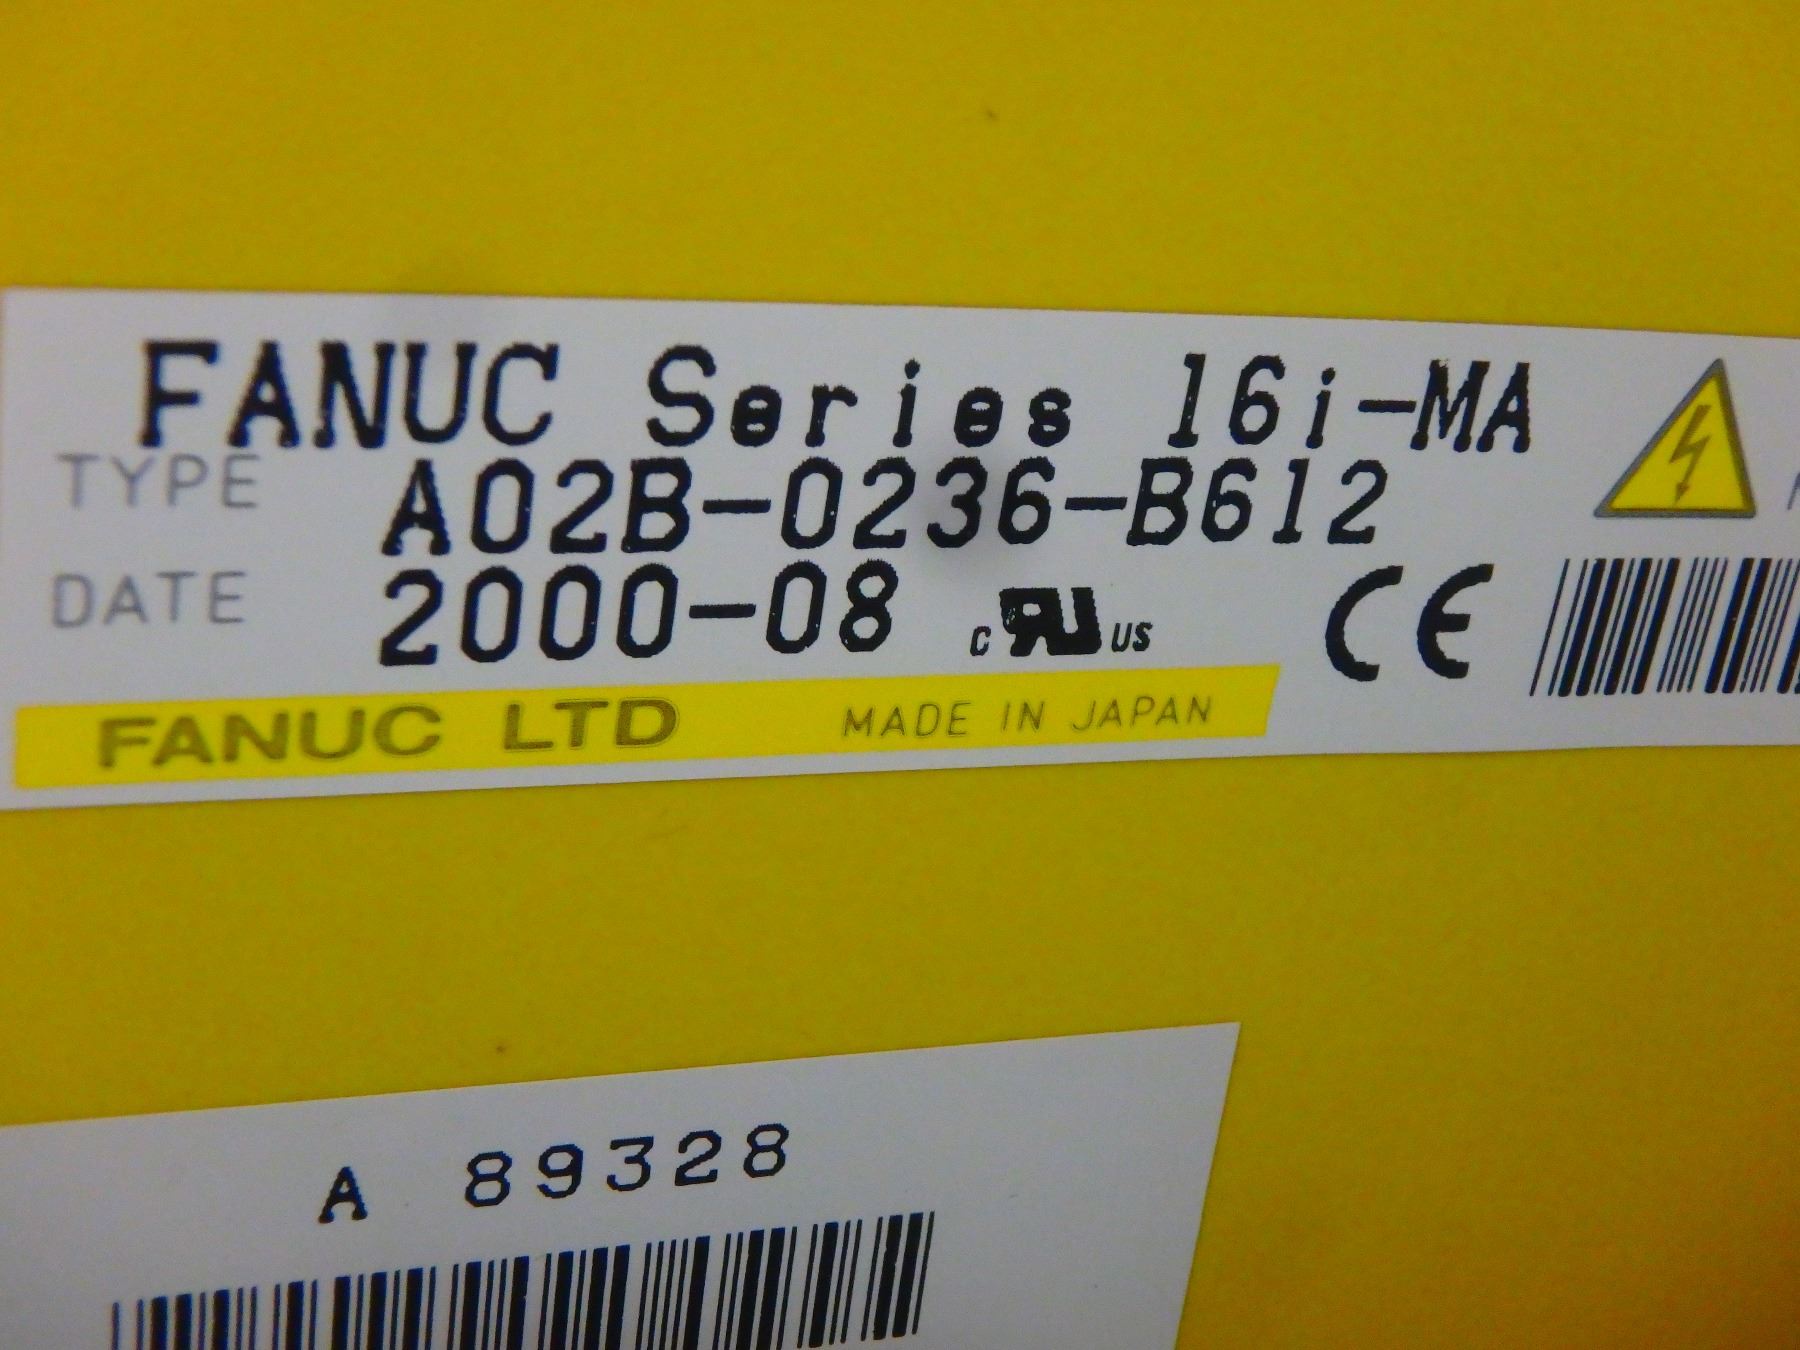 FANUC Series 16i-MA
TYPE A02B-0236-B612
DATE 2000-08 c RU US CE
FANUC LTD MADE IN JAPAN
A 89328